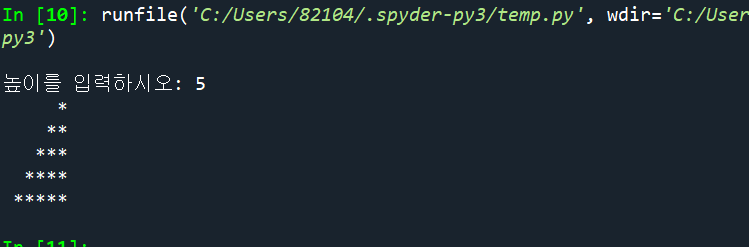 In [10]: runfile('C:/Users/82104/.spyder-py3/temp.py', wdir='C:/User
py3')
높이를 입력하시오: 5
     *
    **
   ***
  ****
 *****
In [11]: